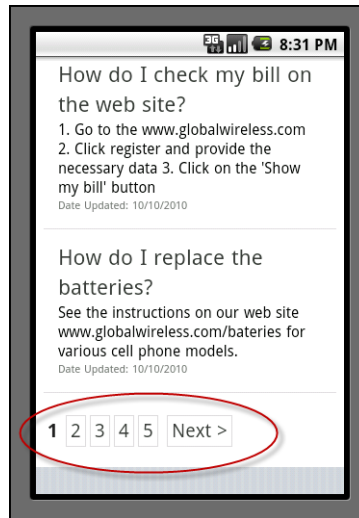 3G 8:31 PM
How do I check my bill on
the web site?
1. Go to the www.globalwireless.com
2. Click register and provide the
necessary data 3. Click on the 'Show
my bill' button
Date Updated: 10/10/2010
How do I replace the
batteries?
See the instructions on our web site
www.globalwireless.com/bateries for
various cell phone models.
Date Updated: 10/10/2010
1 2 3 4 5 Next >